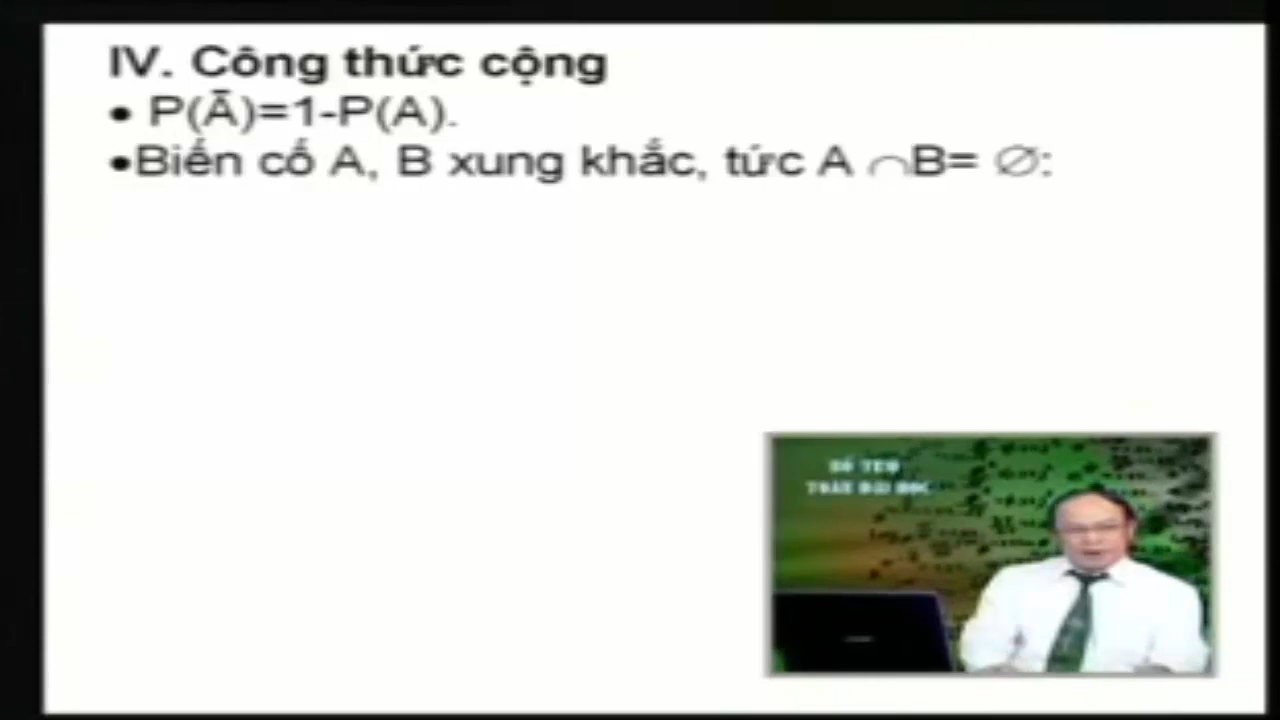 IV. Công thức cộng
• P(Ā)=1-P(A).
•Biến cố A, B xung khắc, tức A ∩B= ∅: